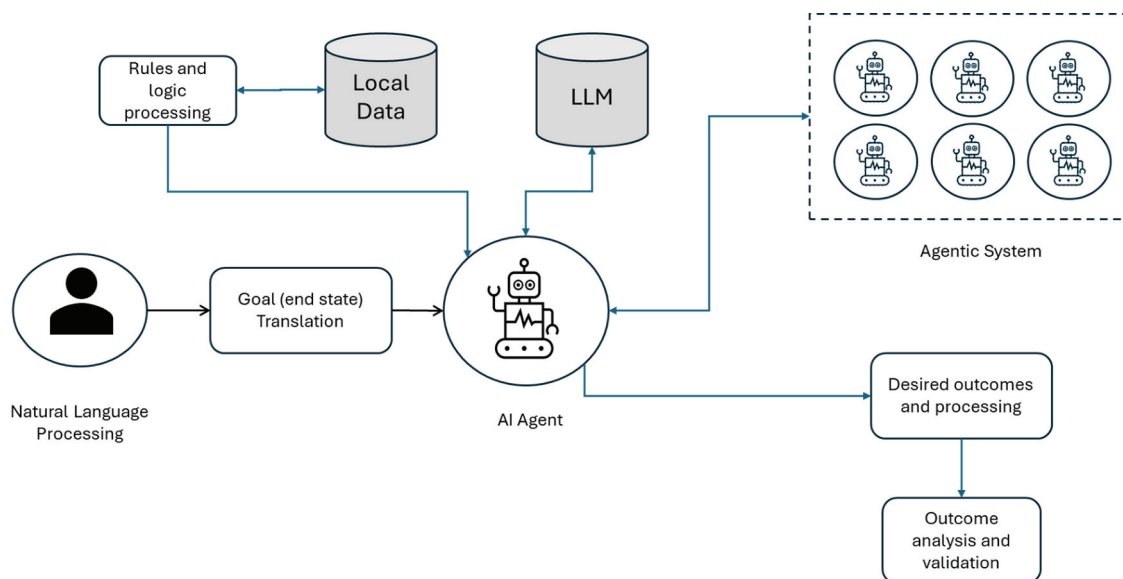 Rules and
logic
processing
Local
Data
LLM
Agentic System
Goal (end state)
Translation
Natural Language
Processing
AI Agent
Desired outcomes
and processing
Outcome
analysis and
validation